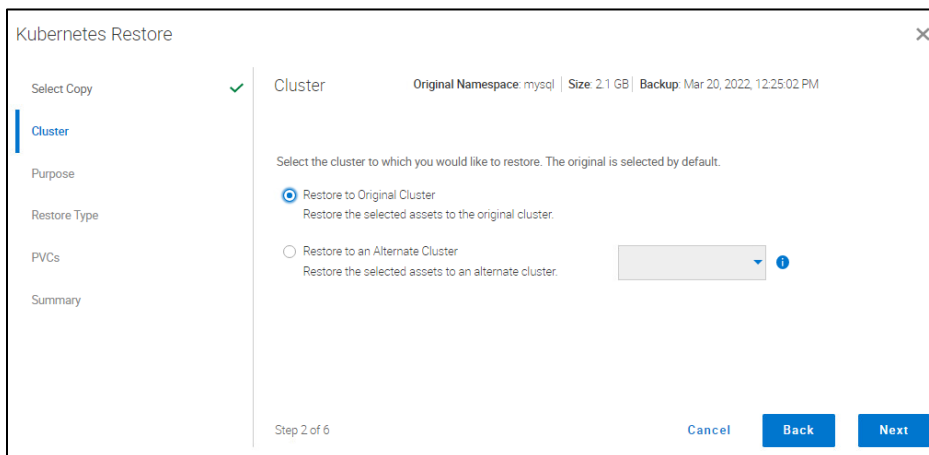 Kubernetes Restore
Select Copy
Cluster
Purpose
Restore Type
PVCs
Summary
Cluster
Original Namespace: mysql | Size: 2.1 GB | Backup: Mar 20, 2022, 12:25:02 PM
Select the cluster to which you would like to restore. The original is selected by default.
Restore to Original Cluster
Restore the selected assets to the original cluster.
Restore to an Alternate Cluster
Restore the selected assets to an alternate cluster.
Step 2 of 6
Cancel
Back
Next